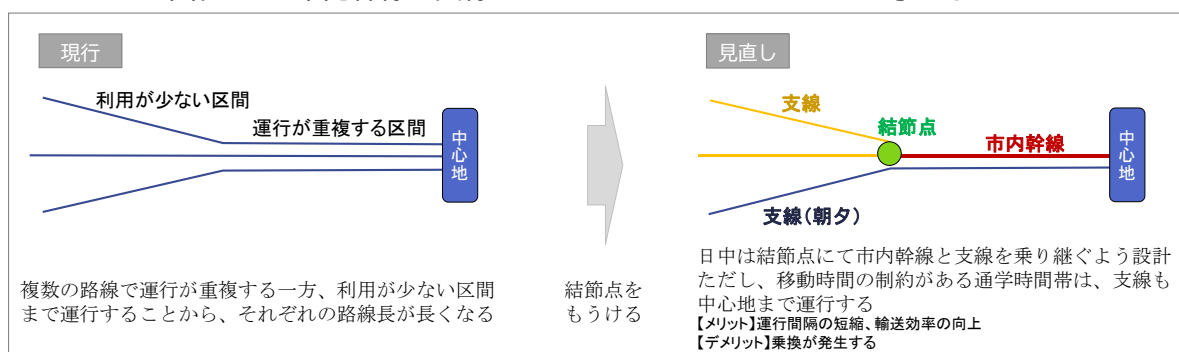 現行
利用が少ない区間
運行が重複する区間
中心地
複数の路線で運行が重複する一方、利用が少ない区間
まで運行することから、それぞれの路線長が長くなる
結節点を
もうける
見直し
支線
結節点
市内幹線
中心地
支線(朝夕)
日中は結節点にて市内幹線と支線を乗り継ぐよう設計
ただし、移動時間の制約がある通学時間帯は、支線も
中心地まで運行する
【メリット】運行間隔の短縮、輸送効率の向上
【デメリット】乗換が発生する